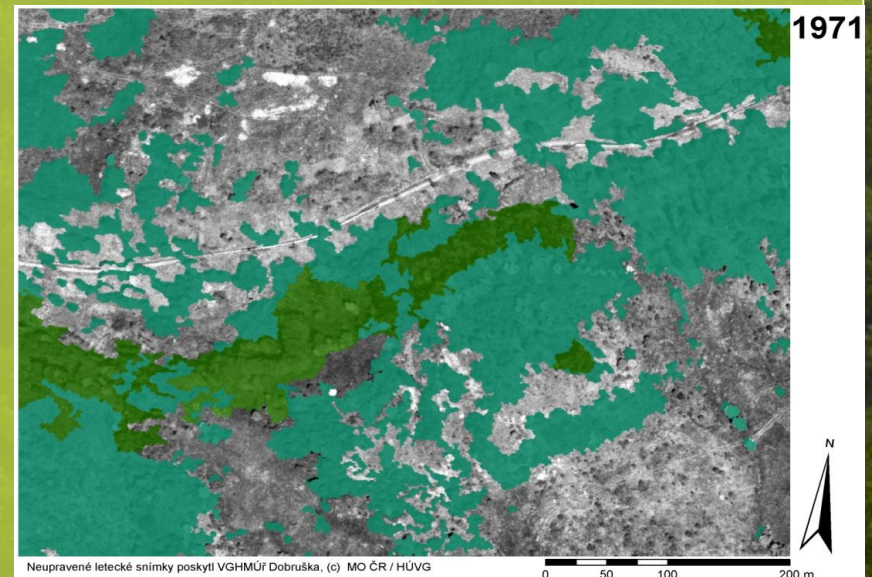 1971
N
Neupravené letecké snímky poskytl VGHMÚř Dobruška, (c) MO ČR / HÚVG
0 50 100 200 m